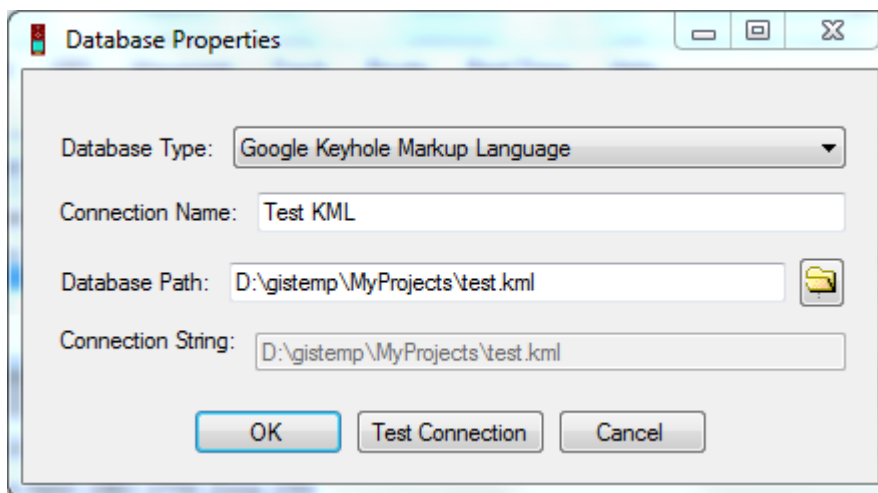 Database Properties
Database Type: Google Keyhole Markup Language
Connection Name: Test KML
Database Path: D:\gistemp\MyProjects\test.kml
Connection String: D:\gistemp\MyProjects\test.kml
OK Test Connection Cancel